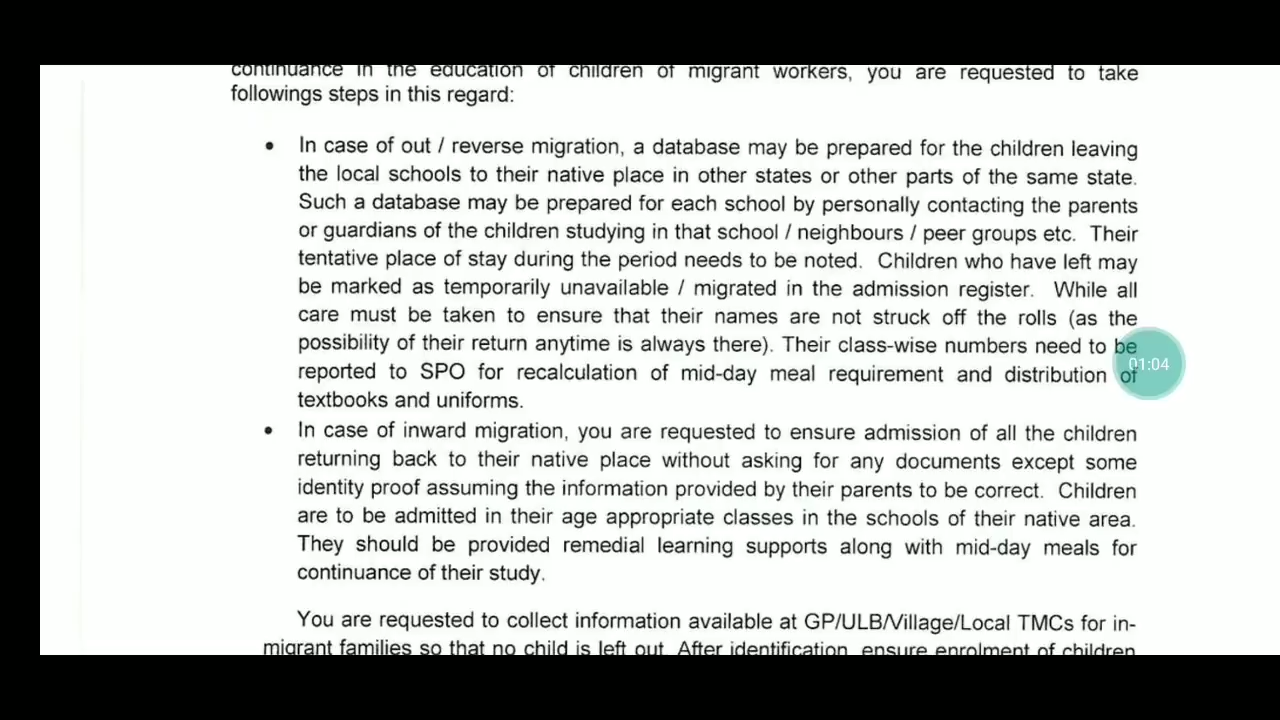 continuance in the education of children of migrant workers, you are requested to take
followings steps in this regard:
• In case of out / reverse migration, a database may be prepared for the children leaving
the local schools to their native place in other states or other parts of the same state.
Such a database may be prepared for each school by personally contacting the parents
or guardians of the children studying in that school / neighbours / peer groups etc. Their
tentative place of stay during the period needs to be noted. Children who have left may
be marked as temporarily unavailable / migrated in the admission register. While all
care must be taken to ensure that their names are not struck off the rolls (as the
possibility of their return anytime is always there). Their class-wise numbers need to be
01:04
reported to SPO for recalculation of mid-day meal requirement and distribution of
textbooks and uniforms.
• In case of inward migration, you are requested to ensure admission of all the children
returning back to their native place without asking for any documents except some
identity proof assuming the information provided by their parents to be correct. Children
are to be admitted in their age appropriate classes in the schools of their native area.
They should be provided remedial learning supports along with mid-day meals for
continuance of their study.
You are requested to collect information available at GP/ULB/Village/Local TMCs for in-
migrant families so that no child is left out. After identification, ensure enrolment of children